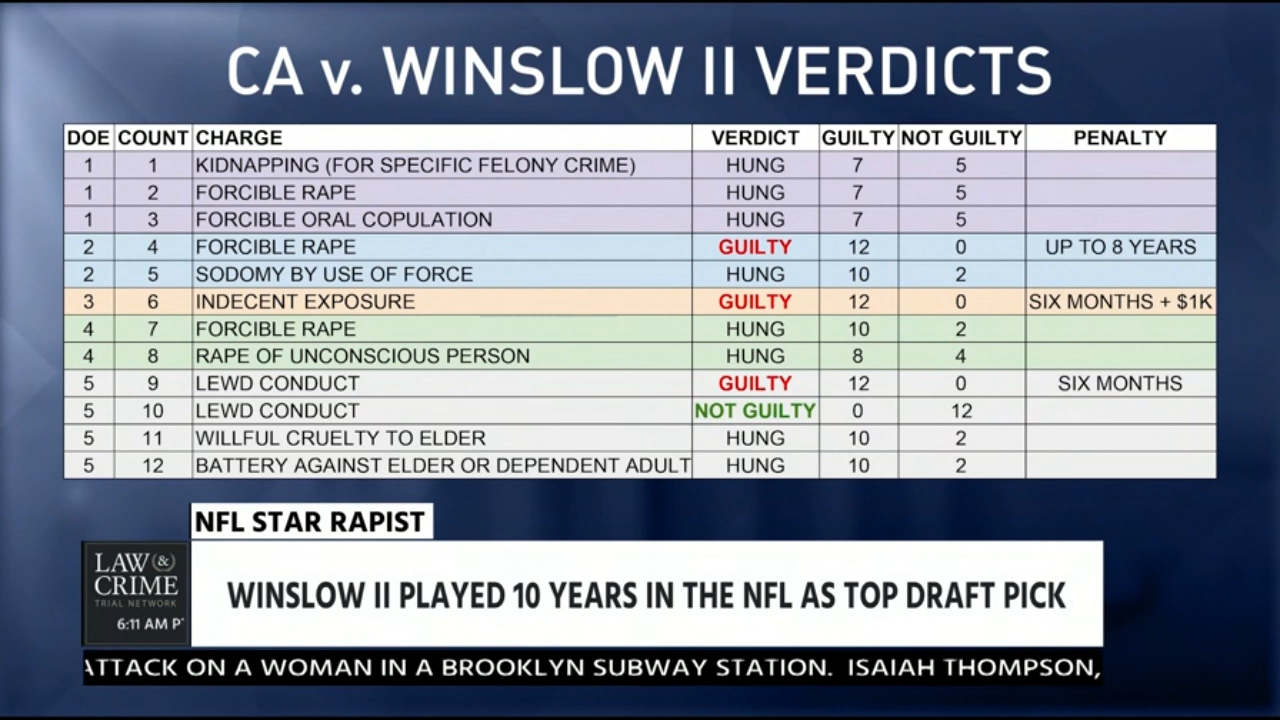 CA v. WINSLOW II VERDICTS
DOE COUNT CHARGE VERDICT GUILTY NOT GUILTY PENALTY
1 1 KIDNAPPING (FOR SPECIFIC FELONY CRIME) HUNG 7 5
1 2 FORCIBLE RAPE HUNG 7 5
1 3 FORCIBLE ORAL COPULATION HUNG 7 5
2 4 FORCIBLE RAPE GUILTY 12 0 UP TO 8 YEARS
2 5 SODOMY BY USE OF FORCE HUNG 10 2
3 6 INDECENT EXPOSURE GUILTY 12 0 SIX MONTHS + $1K
4 7 FORCIBLE RAPE HUNG 10 2
4 8 RAPE OF UNCONSCIOUS PERSON HUNG 8 4
5 9 LEWD CONDUCT GUILTY 12 0 SIX MONTHS
5 10 LEWD CONDUCT NOT GUILTY 0 12
5 11 WILLFUL CRUELTY TO ELDER HUNG 10 2
5 12 BATTERY AGAINST ELDER OR DEPENDENT ADULT HUNG 10 2
NFL STAR RAPIST
LAW &
CRIME
TRIAL NETWORK
6:11 AM P
WINSLOW II PLAYED 10 YEARS IN THE NFL AS TOP DRAFT PICK
ATTACK ON A WOMAN IN A BROOKLYN SUBWAY STATION. ISAIAH THOMPSON,